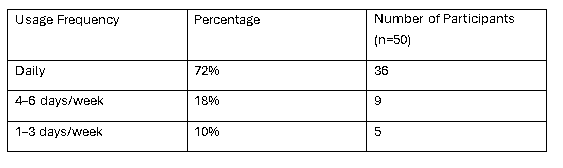 Usage Frequency Percentage Number of Participants
(n=50)
Daily 72% 36
4–6 days/week 18% 9
1–3 days/week 10% 5